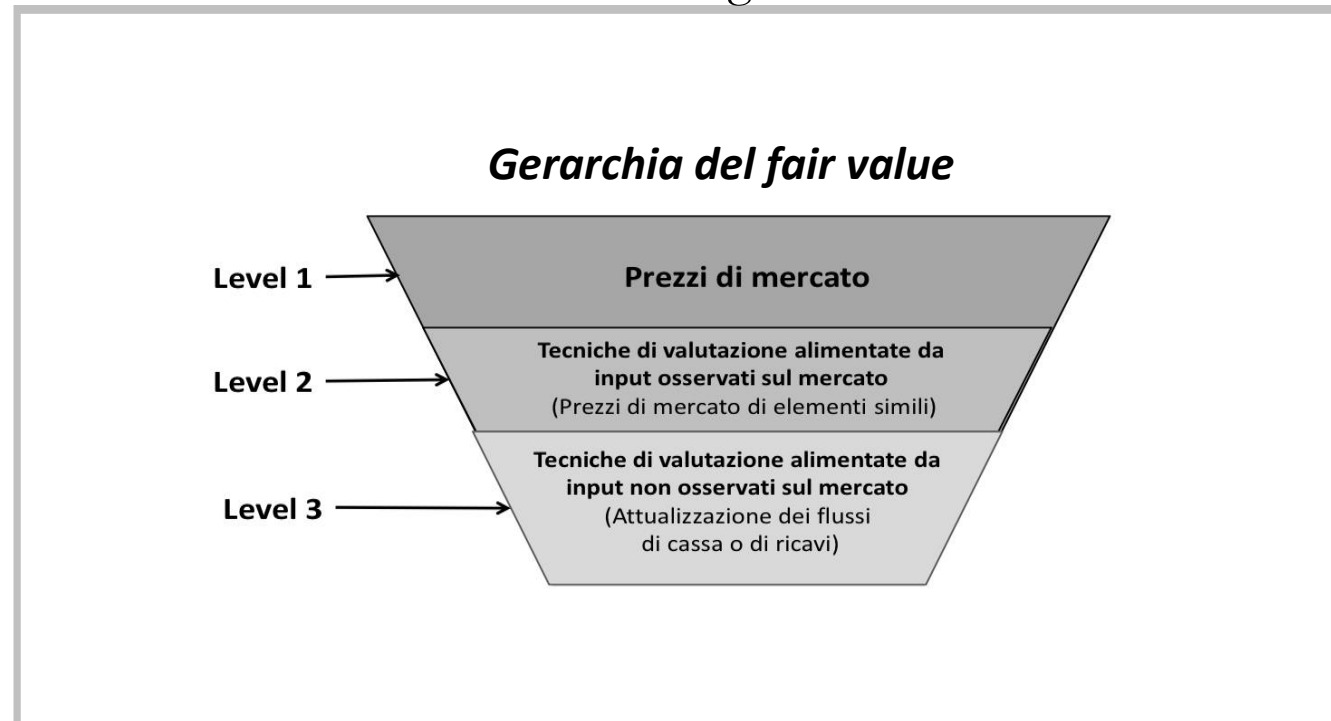 Gerarchia del fair value
Level 1
Prezzi di mercato
Level 2
Tecniche di valutazione alimentate da
input osservati sul mercato
(Prezzi di mercato di elementi simili)
Level 3
Tecniche di valutazione alimentate da
input non osservati sul mercato
(Attualizzazione dei flussi
di cassa o di ricavi)